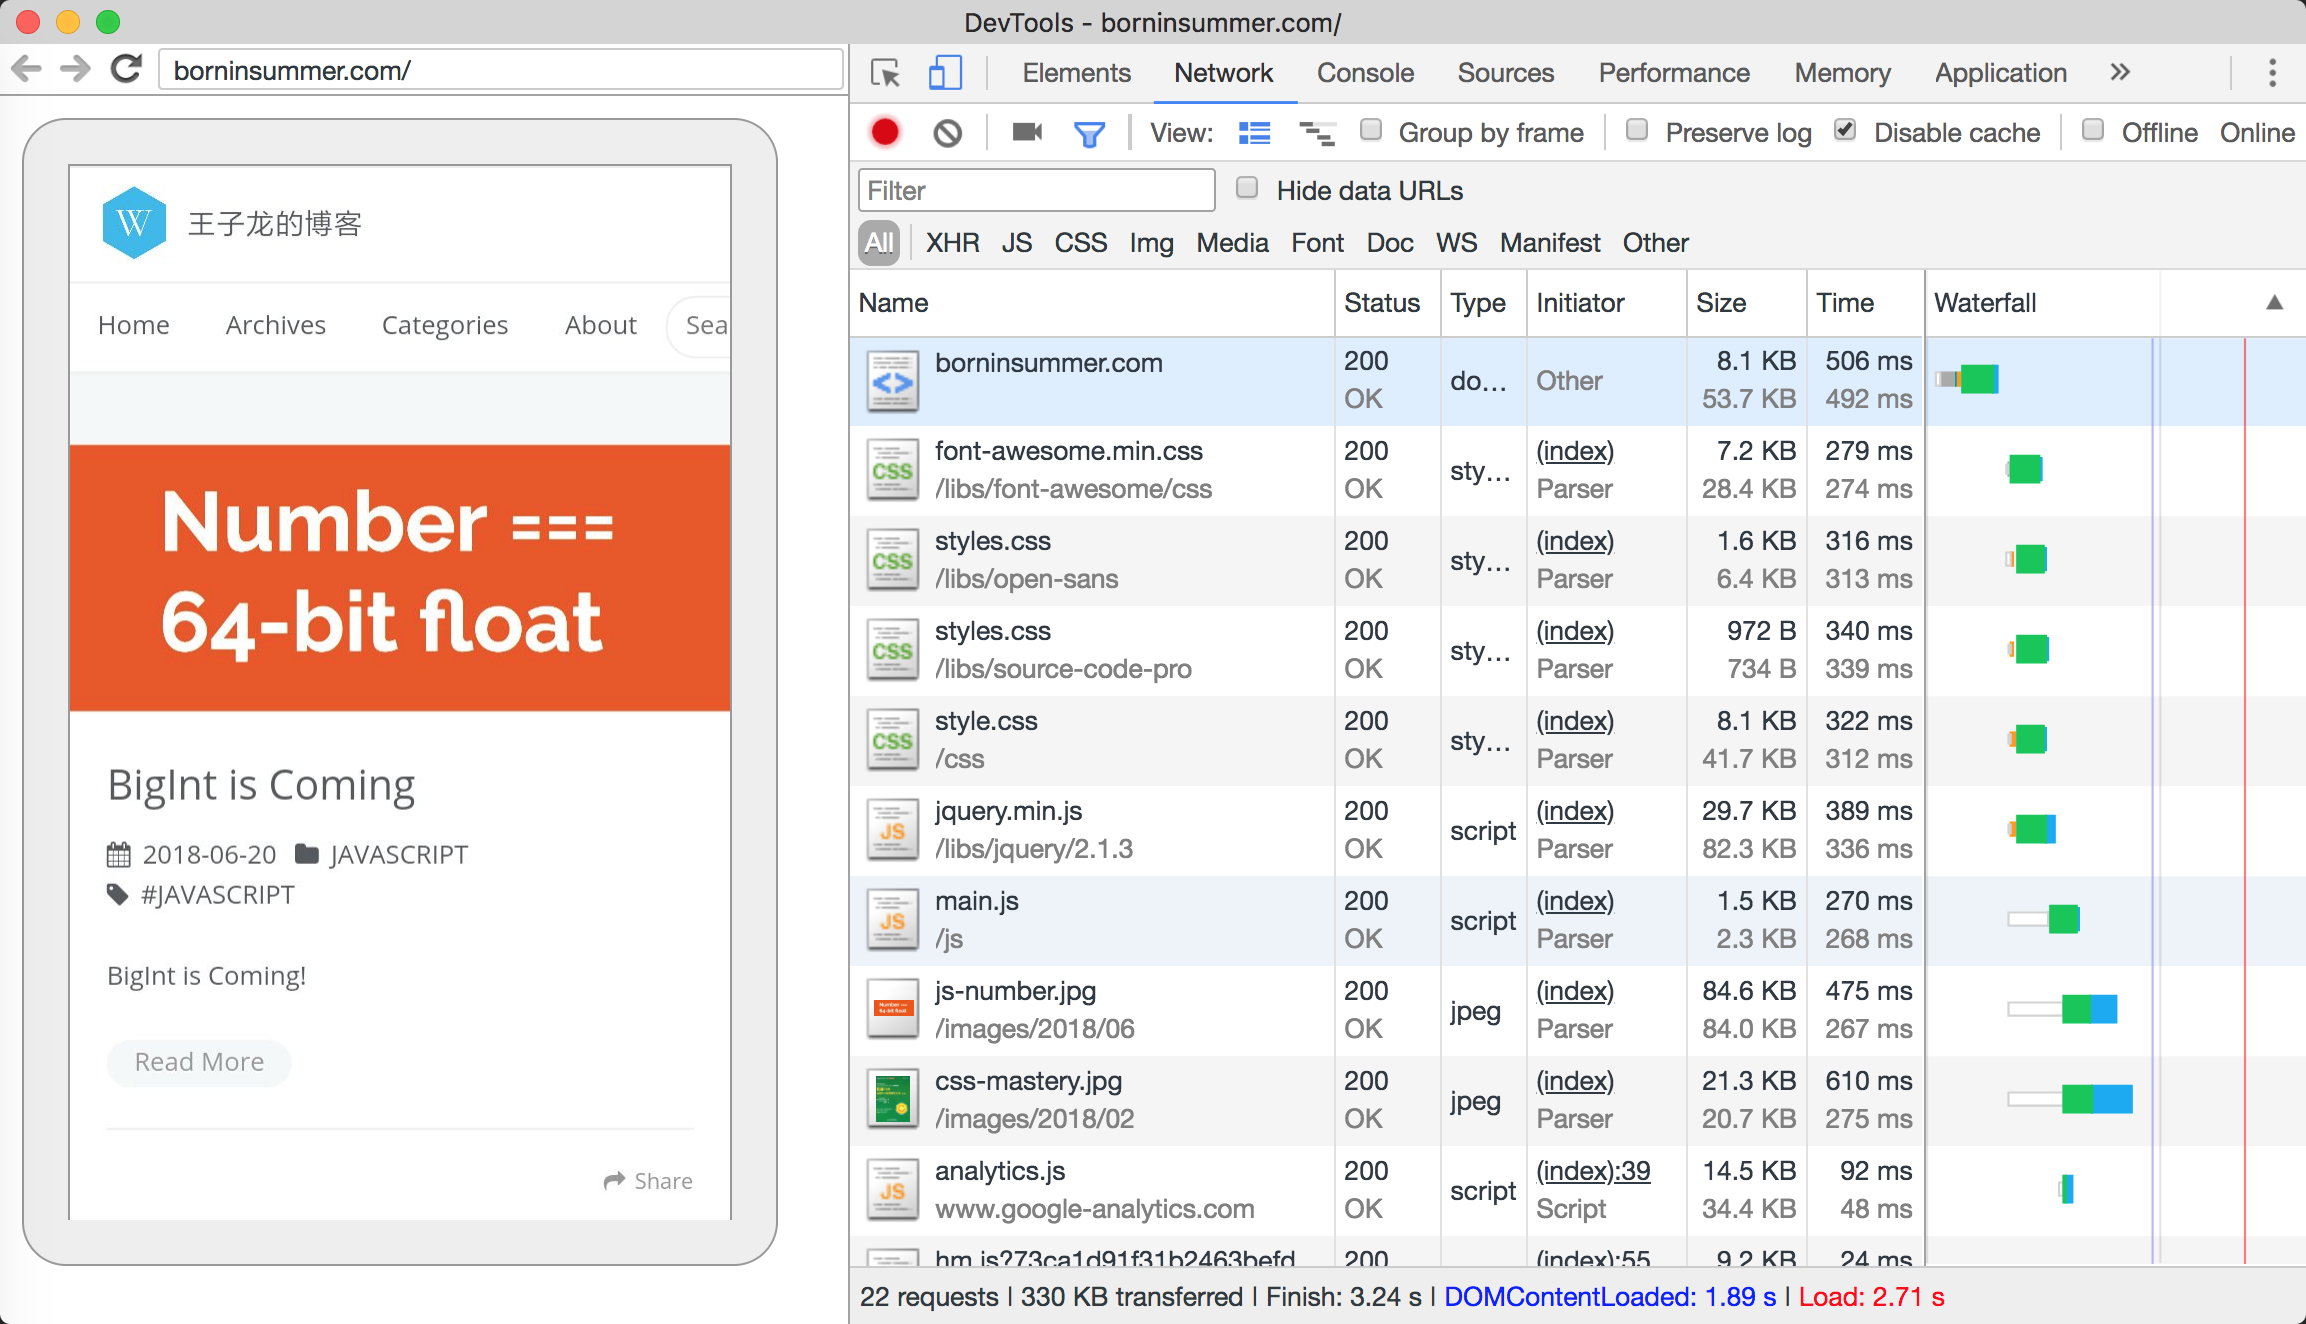 DevTools - borninsummer.com/
borninsummer.com/
W 王子龙的博客
Home Archives Categories About Sea
Number ===
64-bit float
BigInt is Coming
2018-06-20 JAVASCRIPT
#JAVASCRIPT
BigInt is Coming!
Read More
Share
Elements Network Console Sources Performance Memory Application »
View: Group by frame Preserve log Disable cache Offline Online
Filter Hide data URLs
All XHR JS CSS Img Media Font Doc WS Manifest Other
Name Status Type Initiator Size Time Waterfall
borninsummer.com 200 OK do... Other 8.1 KB 53.7 KB 506 ms 492 ms
CSS font-awesome.min.css /libs/font-awesome/css 200 OK sty... (index) Parser 7.2 KB 28.4 KB 279 ms 274 ms
CSS styles.css /libs/open-sans 200 OK sty... (index) Parser 1.6 KB 6.4 KB 316 ms 313 ms
CSS styles.css /libs/source-code-pro 200 OK sty... (index) Parser 972 B 734 B 340 ms 339 ms
CSS style.css /css 200 OK sty... (index) Parser 8.1 KB 41.7 KB 322 ms 312 ms
JS jquery.min.js /libs/jquery/2.1.3 200 OK script (index) Parser 29.7 KB 82.3 KB 389 ms 336 ms
JS main.js /js 200 OK script (index) Parser 1.5 KB 2.3 KB 270 ms 268 ms
Number === 64-bit float js-number.jpg /images/2018/06 200 OK jpeg (index) Parser 84.6 KB 84.0 KB 475 ms 267 ms
css-mastery.jpg /images/2018/02 200 OK jpeg (index) Parser 21.3 KB 20.7 KB 610 ms 275 ms
JS analytics.js www.google-analytics.com 200 OK script (index):39 Script 14.5 KB 34.4 KB 92 ms 48 ms
hm.js?73ca1d91f31b2463befd 200 (index):55 9.2 KB 24 ms
22 requests | 330 KB transferred | Finish: 3.24 s | DOMContentLoaded: 1.89 s | Load: 2.71 s